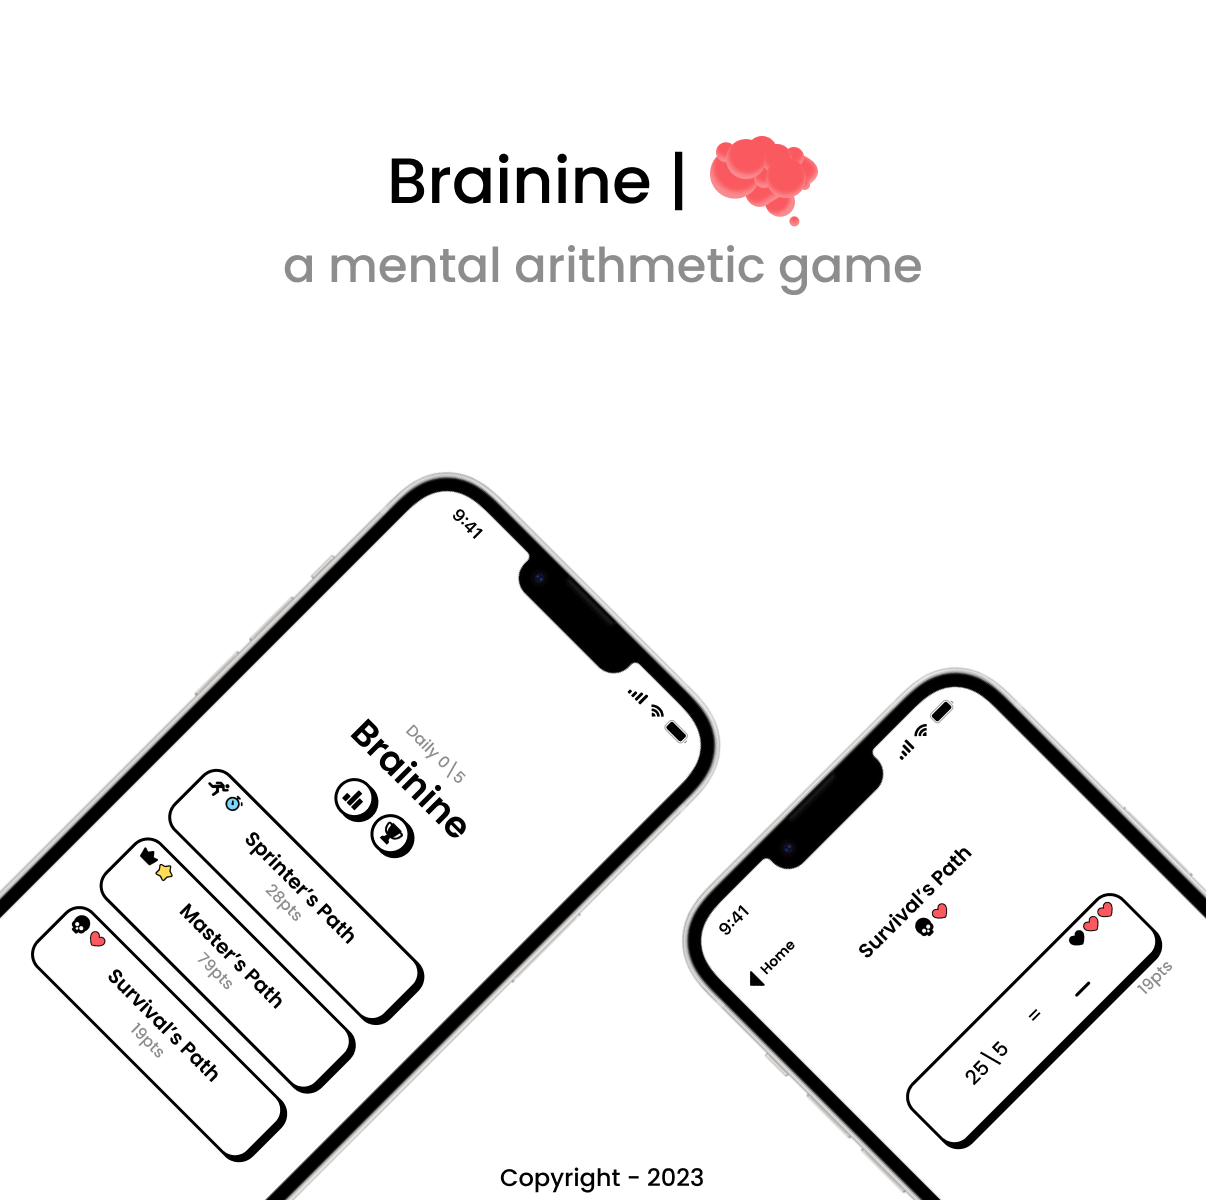 Brainine |
a mental arithmetic game
9:41
Daily 0\5
Brainine
Sprinter's Path
28pts
Master's Path
79pts
Survival's Path
19pts
9:41
Home
Survival's Path
25\5 = _
19pts
Copyright - 2023